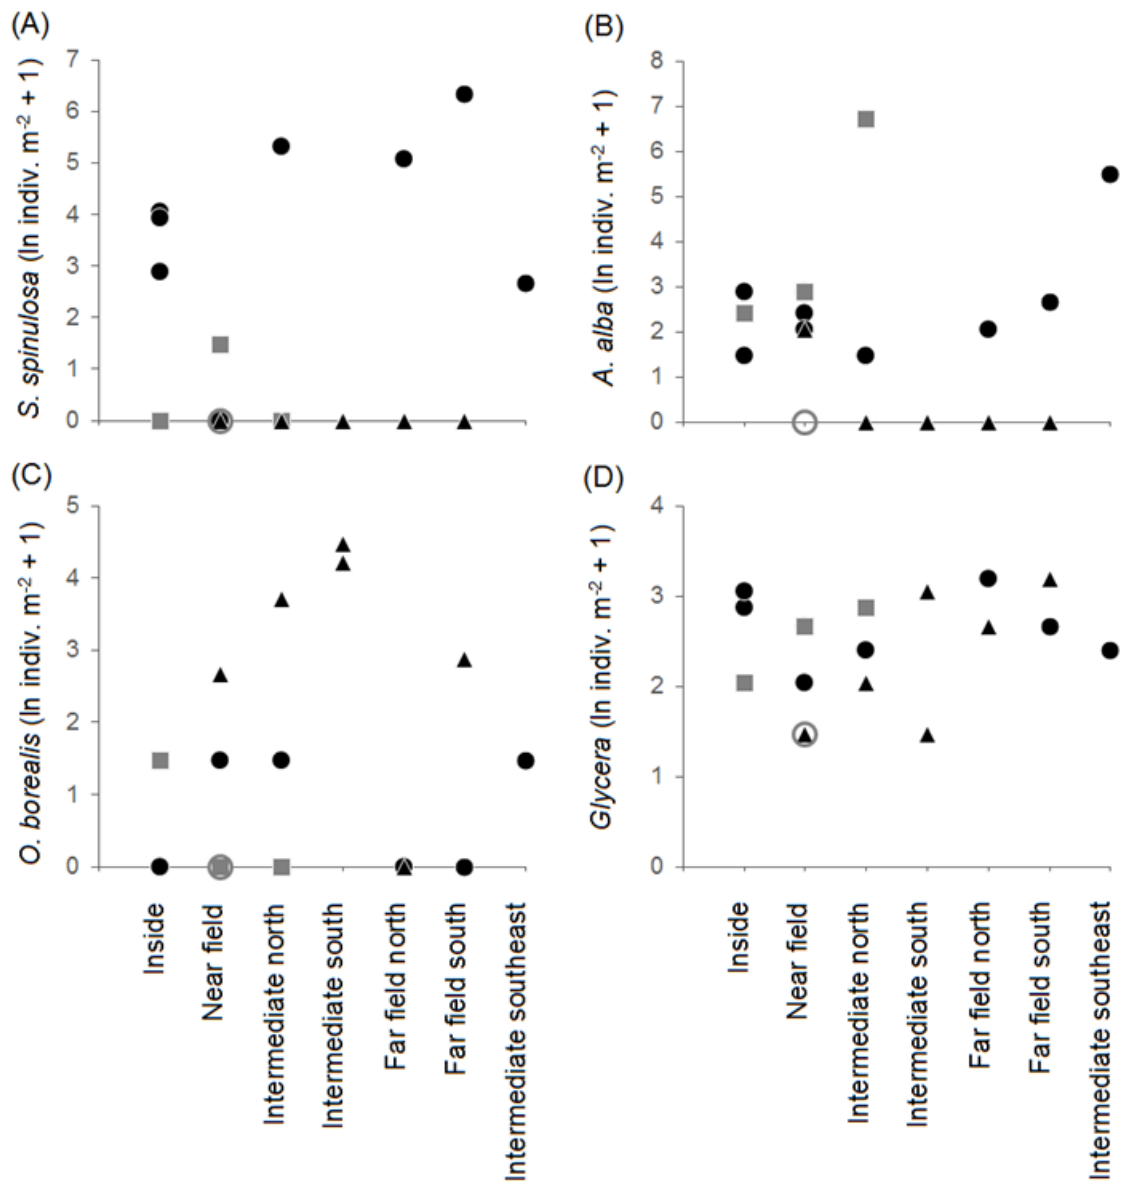 (A)
S. spinulosa (ln indiv. m-2 + 1)
7
6
5
4
3
2
1
0
(B)
A. alba (ln indiv. m-2 + 1)
8
7
6
5
4
3
2
1
0
(C)
O. borealis (ln indiv. m-2 + 1)
5
4
3
2
1
0
Inside
Near field
Intermediate north
Intermediate south
Far field north
Far field south
Intermediate southeast
(D)
Glycera (ln indiv. m-2 + 1)
4
3
2
1
0
Inside
Near field
Intermediate north
Intermediate south
Far field north
Far field south
Intermediate southeast